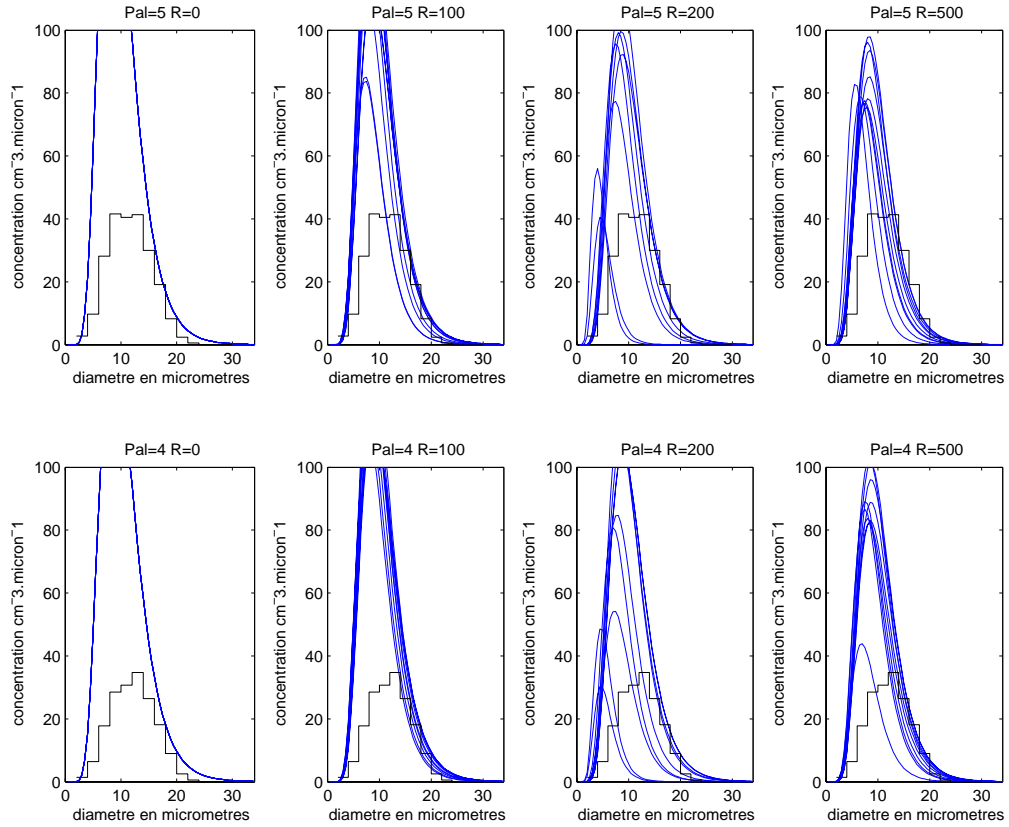 Pal=5 R=0
Pal=5 R=100
Pal=5 R=200
Pal=5 R=500
concentration cm−3.micron−1
100
80
60
40
20
0
0 10 20 30
diametre en micrometres
concentration cm−3.micron−1
100
80
60
40
20
0
0 10 20 30
diametre en micrometres
concentration cm−3.micron−1
100
80
60
40
20
0
0 10 20 30
diametre en micrometres
concentration cm−3.micron−1
100
80
60
40
20
0
0 10 20 30
diametre en micrometres
Pal=4 R=0
Pal=4 R=100
Pal=4 R=200
Pal=4 R=500
concentration cm−3.micron−1
100
80
60
40
20
0
0 10 20 30
diametre en micrometres
concentration cm−3.micron−1
100
80
60
40
20
0
0 10 20 30
diametre en micrometres
concentration cm−3.micron−1
100
80
60
40
20
0
0 10 20 30
diametre en micrometres
concentration cm−3.micron−1
100
80
60
40
20
0
0 10 20 30
diametre en micrometres